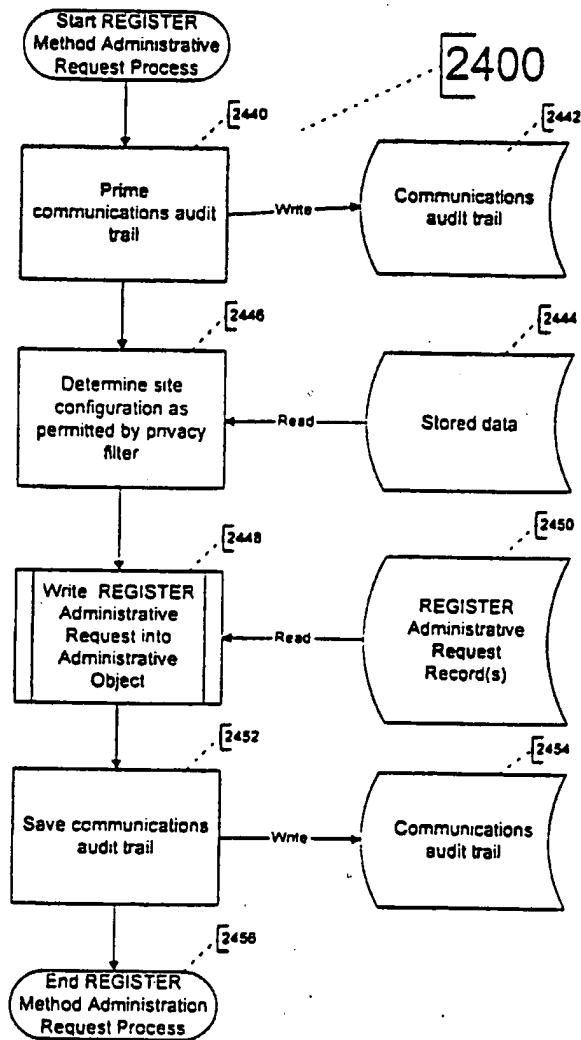 Start REGISTER
Method Administrative
Request Process
2400
2440
2442
Prime
communications audit
trail
Write
Communications
audit trail
2446
2444
Determine site
configuration as
permitted by privacy
filter
Read
Stored data
2448
2450
Write REGISTER
Administrative
Request into
Administrative
Object
Read
REGISTER
Administrative
Request
Record(s)
2452
2454
Save communications
audit trail
Write
Communications
audit trail
2456
End REGISTER
Method Administration
Request Process